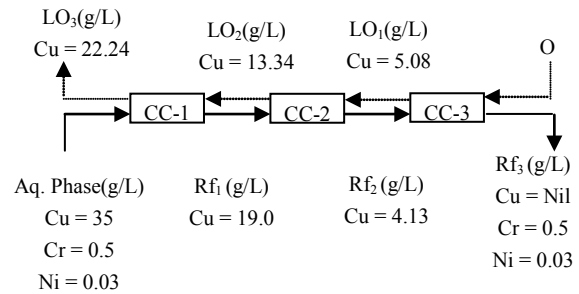 LO₃(g/L)
Cu = 22.24
LO₂(g/L)
Cu = 13.34
LO₁(g/L)
Cu = 5.08
O
CC-1
CC-2
CC-3
Aq. Phase(g/L)
Cu = 35
Cr = 0.5
Ni = 0.03
Rf₁ (g/L)
Cu = 19.0
Rf₂ (g/L)
Cu = 4.13
Rf₃ (g/L)
Cu = Nil
Cr = 0.5
Ni = 0.03